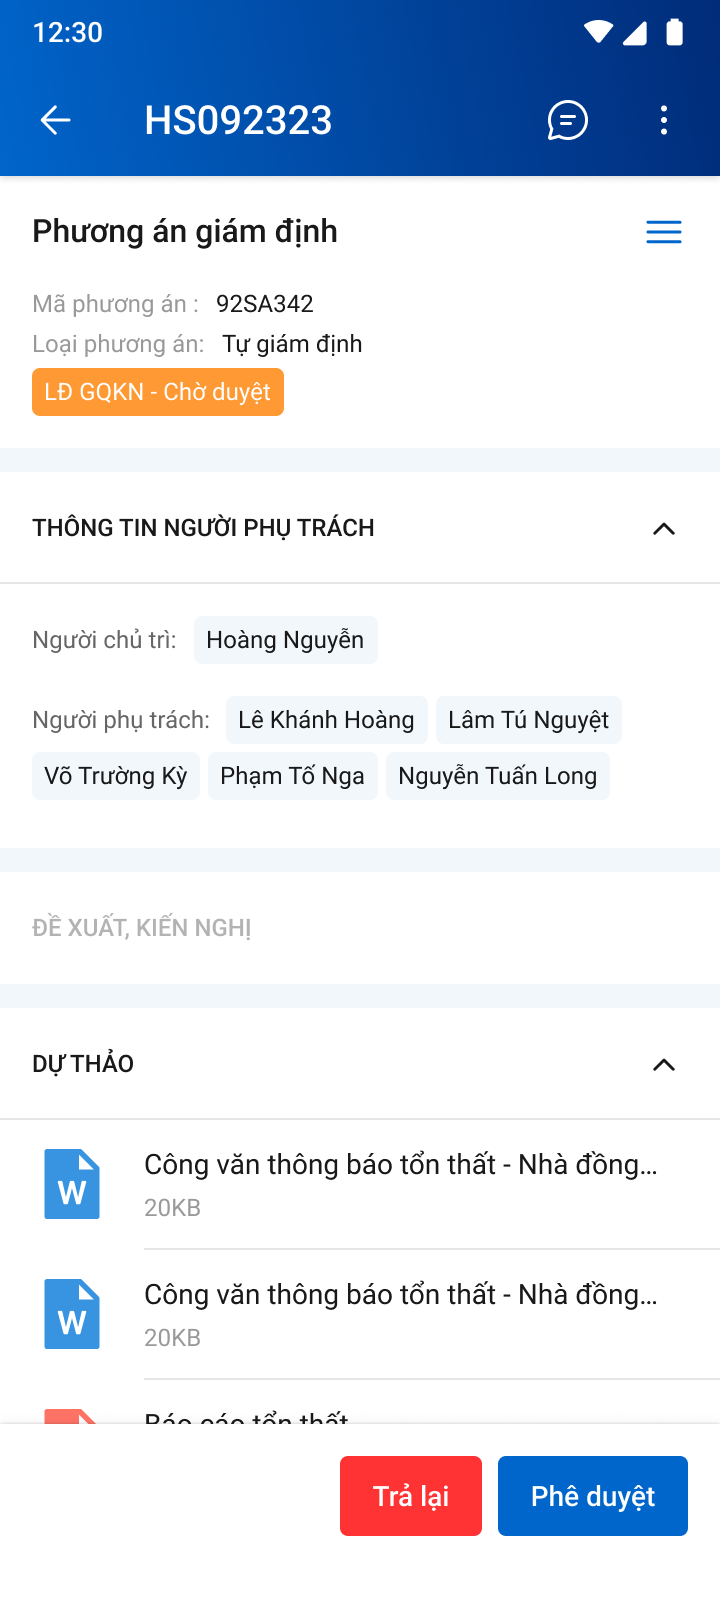 12:30
HS092323
Phương án giám định
Mã phương án : 92SA342
Loại phương án: Tự giám định
LĐ GQKN - Chờ duyệt
THÔNG TIN NGƯỜI PHỤ TRÁCH
Người chủ trì: Hoàng Nguyễn
Người phụ trách: Lê Khánh Hoàng Lâm Tú Nguyệt
Võ Trường Kỳ Phạm Tố Nga Nguyễn Tuấn Long
ĐỀ XUẤT, KIẾN NGHỊ
DỰ THẢO
W Công văn thông báo tổn thất - Nhà đồng...
20KB
W Công văn thông báo tổn thất - Nhà đồng...
20KB
Báo cáo tổn thất
Trả lại Phê duyệt